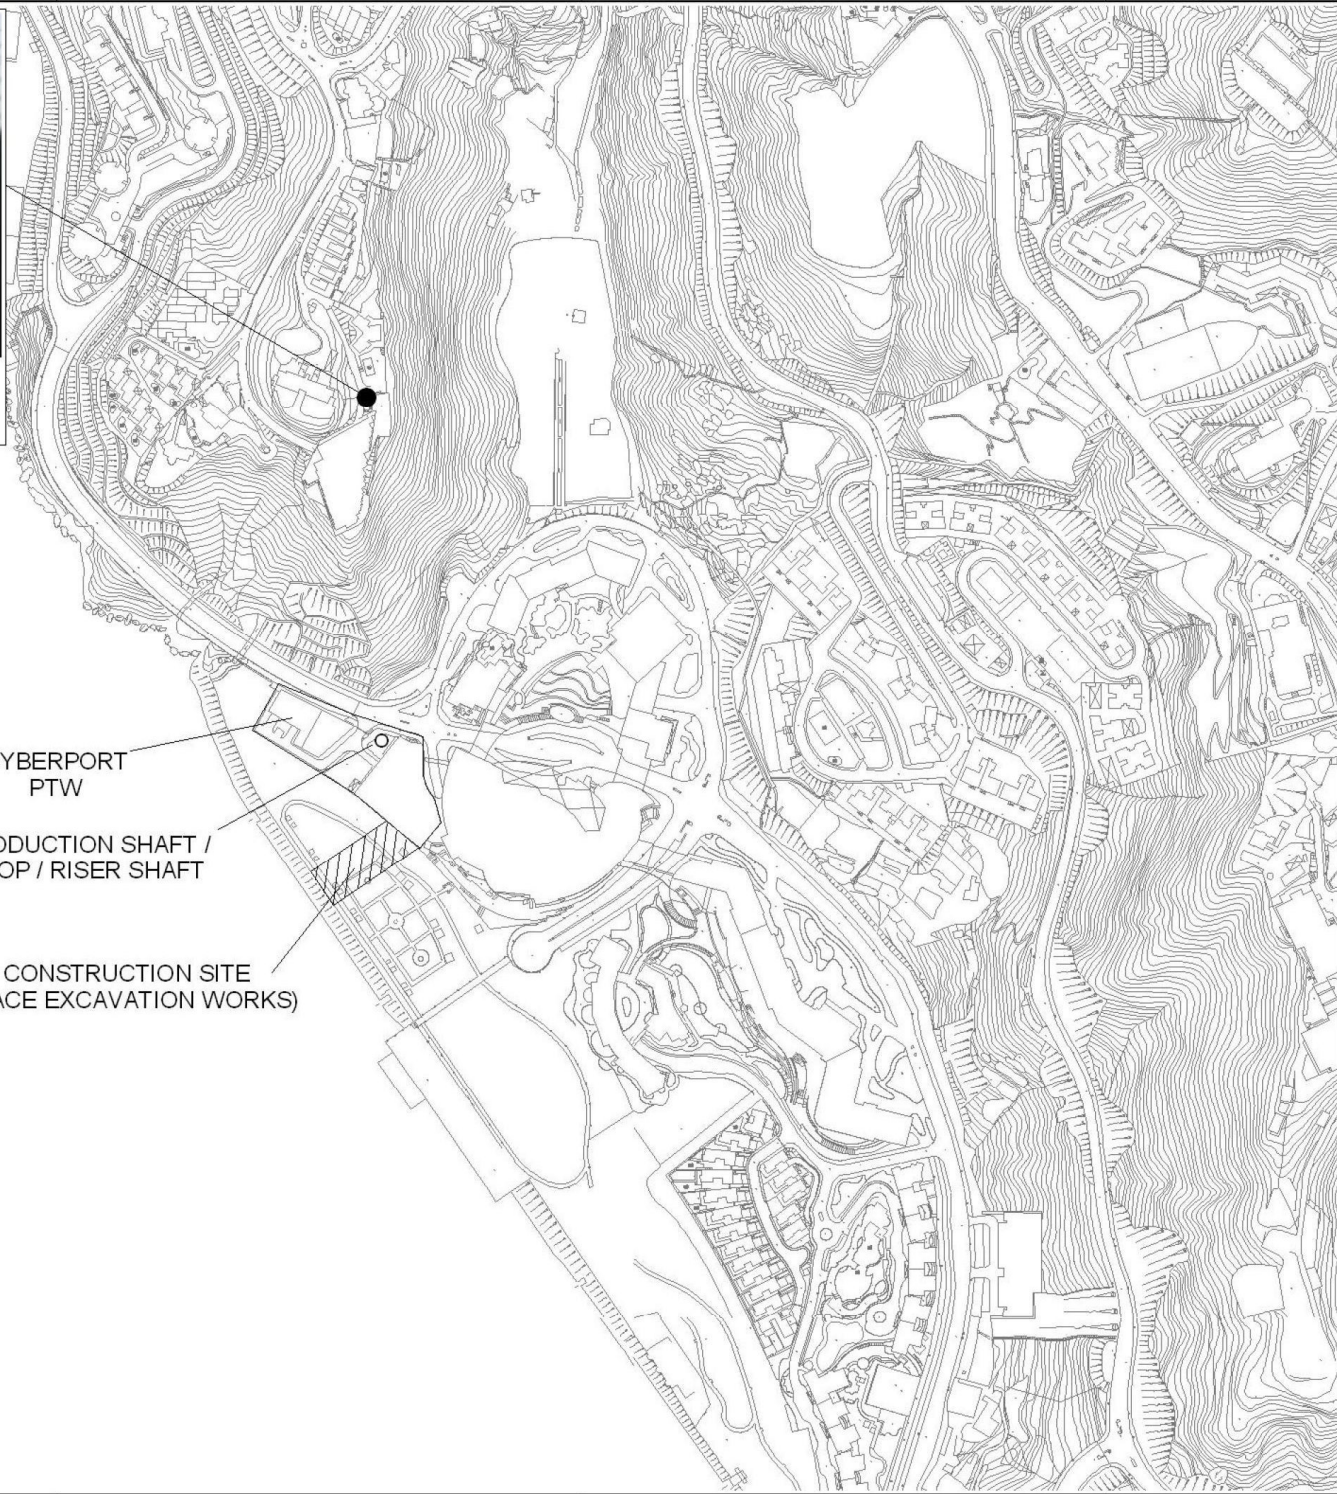 YBERPORT
PTW
ODUCTION SHAFT /
OP / RISER SHAFT
CONSTRUCTION SITE
ACE EXCAVATION WORKS)